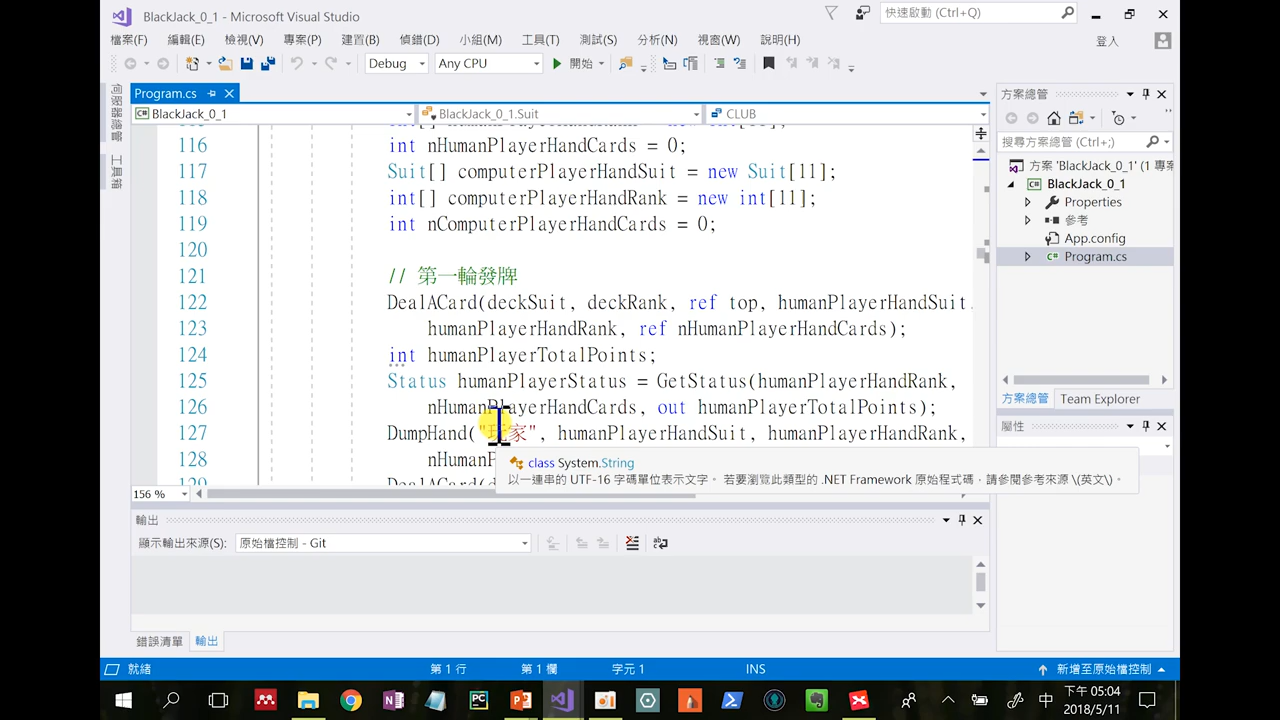 BlackJack_0_1 - Microsoft Visual Studio
快速啟動 (Ctrl+Q)
檔案(F) 編輯(E) 檢視(V) 專案(P) 建置(B) 偵錯(D) 小組(M) 工具(T) 測試(S) 分析(N) 視窗(W) 說明(H)
登入
Debug Any CPU 開始
伺服器總管
工具箱
Program.cs
BlackJack_0_1 BlackJack_0_1.Suit CLUB
116 int nHumanPlayerHandCards = 0;
117 Suit[] computerPlayerHandSuit = new Suit[11];
118 int[] computerPlayerHandRank = new int[11];
119 int nComputerPlayerHandCards = 0;
120
121 // 第一輪發牌
122 DealACard(deckSuit, deckRank, ref top, humanPlayerHandSuit,
123 humanPlayerHandRank, ref nHumanPlayerHandCards);
124 int humanPlayerTotalPoints;
125 Status humanPlayerStatus = GetStatus(humanPlayerHandRank,
126 nHumanPlayerHandCards, out humanPlayerTotalPoints);
127 DumpHand("玩家", humanPlayerHandSuit, humanPlayerHandRank,
128 nHumanP
class System.String
以一連串的 UTF-16 字碼單位表示文字。 若要瀏覽此類型的 .NET Framework 原始程式碼，請參閱參考來源 \(英文\)。
156 %
方案總管
搜尋方案總管 (Ctrl+;)
方案 'BlackJack_0_1' (1 專案
BlackJack_0_1
Properties
參考
App.config
Program.cs
方案總管 Team Explorer
屬性
輸出
顯示輸出來源(S): 原始檔控制 - Git
錯誤清單 輸出
就緒 第 1 行 第 1 欄 字元 1 INS 新增至原始檔控制
中 下午 05:04
2018/5/11